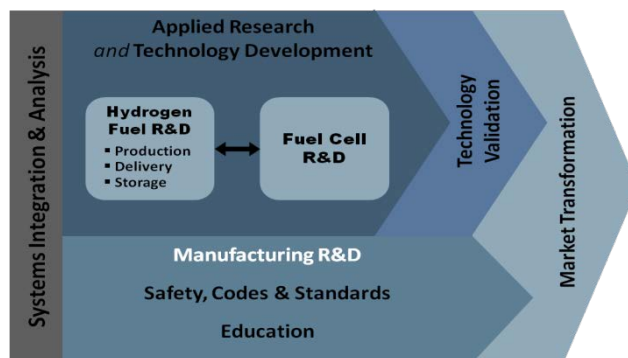 Systems Integration & Analysis
Applied Research
and Technology Development
Hydrogen
Fuel R&D
▪ Production
▪ Delivery
▪ Storage
Fuel Cell
R&D
Technology
Validation
Market Transformation
Manufacturing R&D
Safety, Codes & Standards
Education